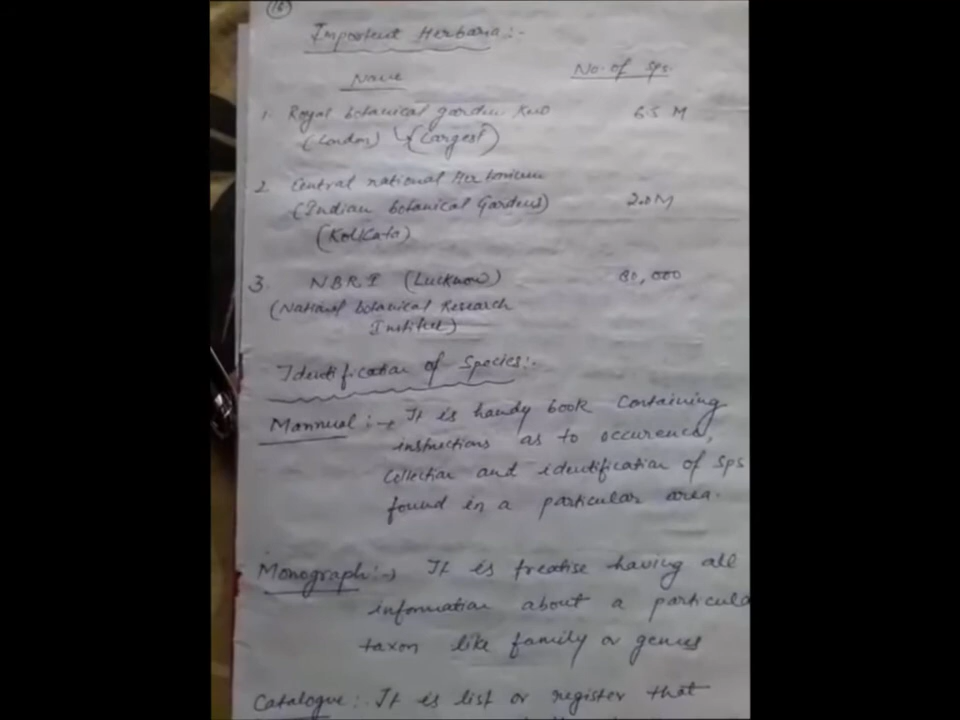 16
Important Herbaria:-
Name No. of Sps.
1. Royal botanical garden Kew 6.5 M
(London) (Largest)
2. Central national Herbarium
(Indian botanical Gardens) 2.0 M
(Kolkata)
3. NBRI (Lucknow) 80,000
(National botanical Research
Institute)
Identification of Species:-
Mannual:-→ It is handy book Containing
instructions as to occurence,
Collection and identification of Sps
found in a particular area.
Monograph:-→ It is treatise having all
information about a particula
taxon like family or genus
Catalogue:- It is list or register that